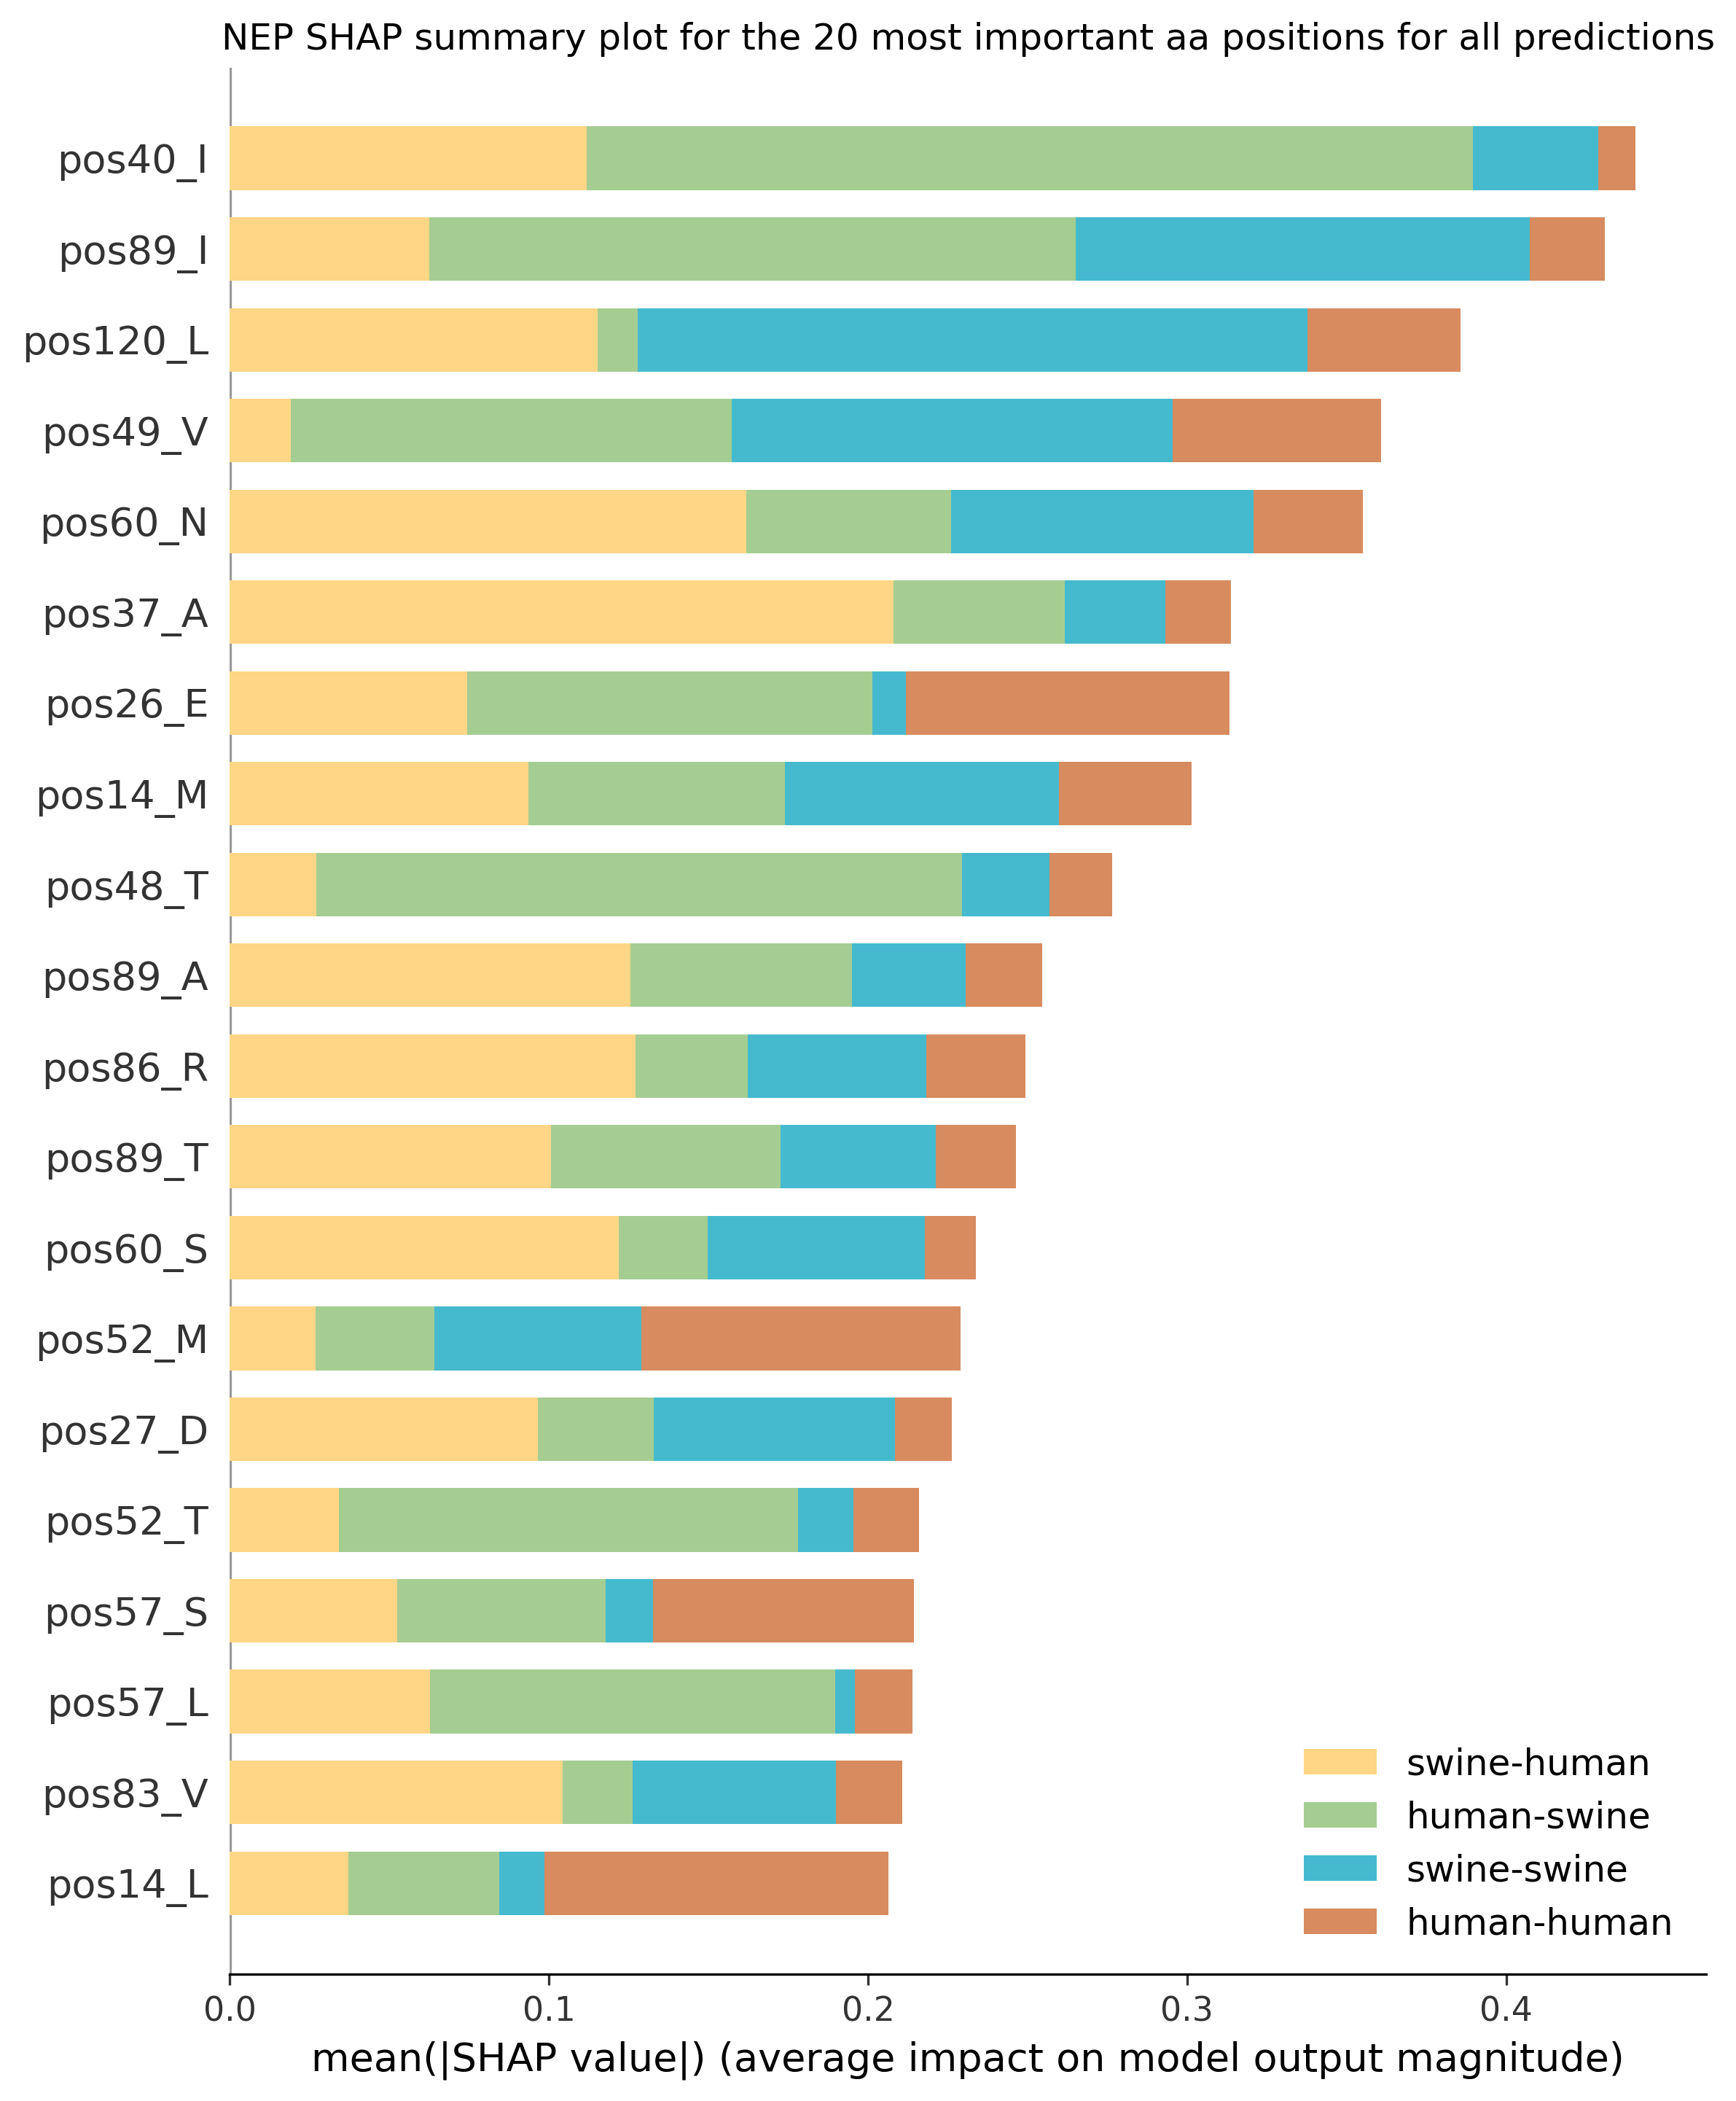 NEP SHAP summary plot for the 20 most important aa positions for all predictions
pos40_I
pos89_I
pos120_L
pos49_V
pos60_N
pos37_A
pos26_E
pos14_M
pos48_T
pos89_A
pos86_R
pos89_T
pos60_S
pos52_M
pos27_D
pos52_T
pos57_S
pos57_L
pos83_V
pos14_L
swine-human
human-swine
swine-swine
human-human
0.0 0.1 0.2 0.3 0.4
mean(|SHAP value|) (average impact on model output magnitude)